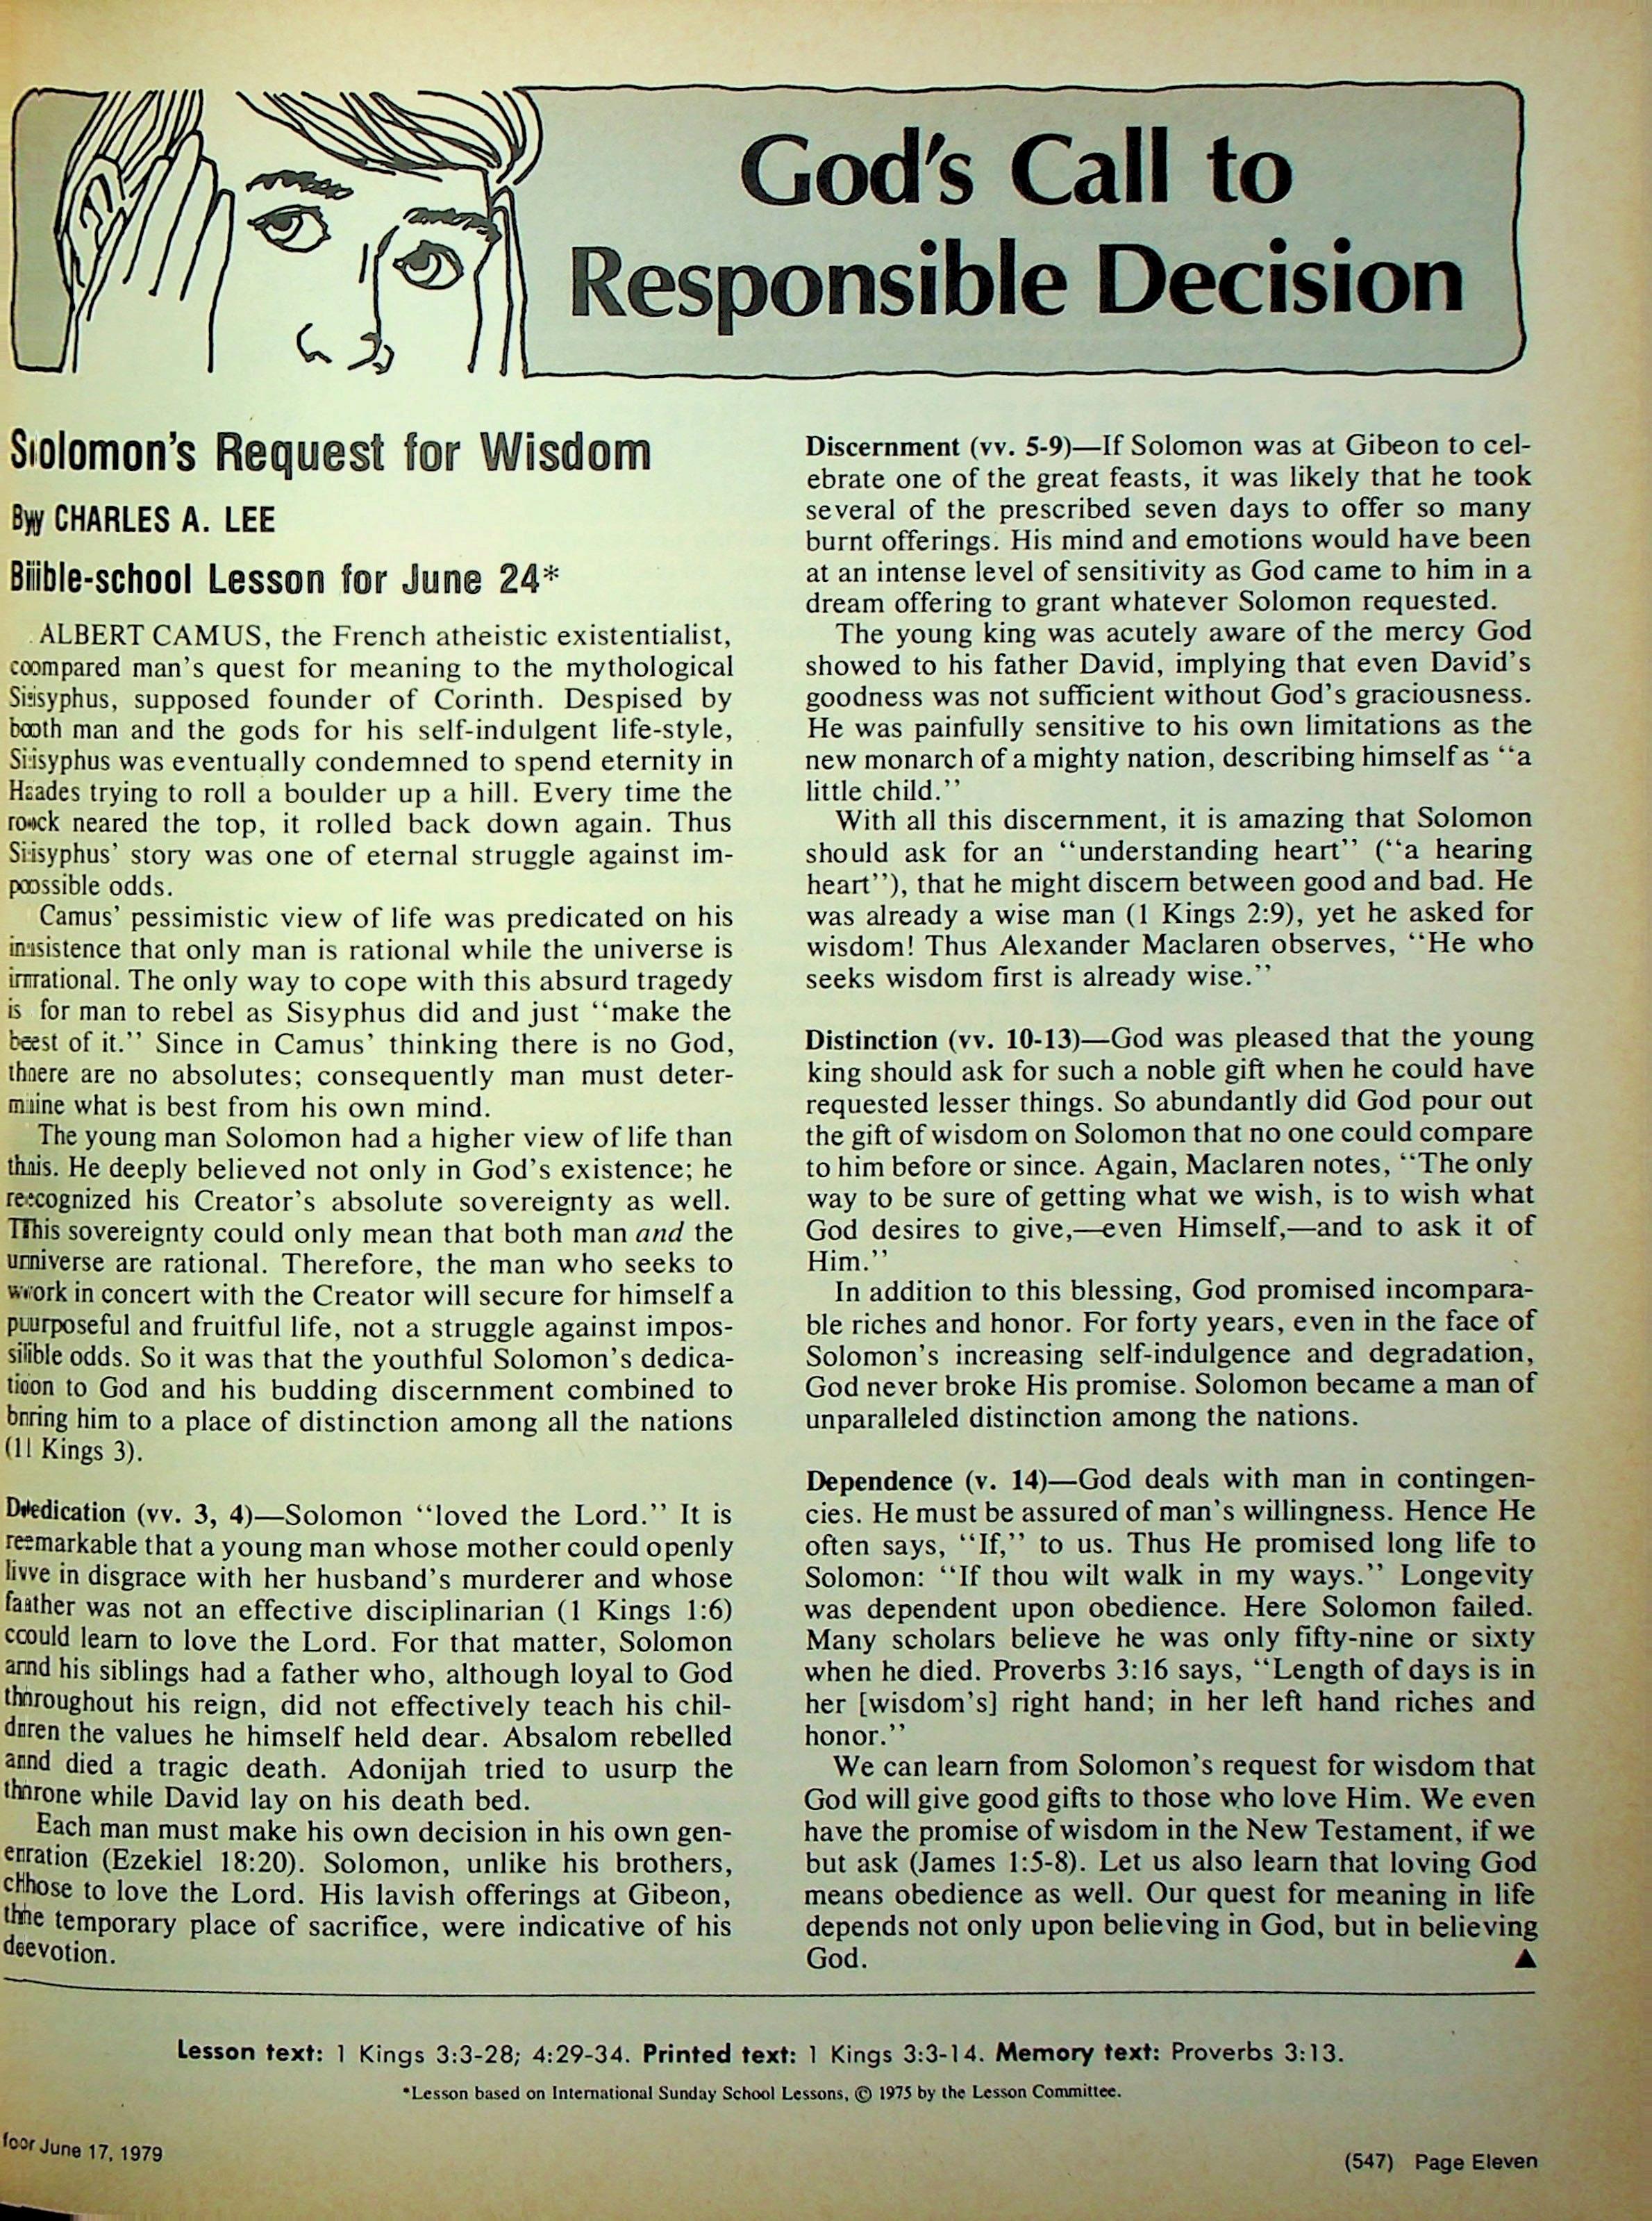 God's Call to
Responsible Decision
Solomon's Request for Wisdom
By CHARLES A. LEE
Bible-school Lesson for June 24*
ALBERT CAMUS, the French atheistic existentialist,
compared man's quest for meaning to the mythological
Sisyphus, supposed founder of Corinth. Despised by
both man and the gods for his self-indulgent life-style,
Sisyphus was eventually condemned to spend eternity in
Hades trying to roll a boulder up a hill. Every time the
rock neared the top, it rolled back down again. Thus
Sisyphus' story was one of eternal struggle against im-
possible odds.
Camus' pessimistic view of life was predicated on his
insistence that only man is rational while the universe is
irrational. The only way to cope with this absurd tragedy
is for man to rebel as Sisyphus did and just "make the
best of it." Since in Camus' thinking there is no God,
there are no absolutes; consequently man must deter-
mine what is best from his own mind.
The young man Solomon had a higher view of life than
this. He deeply believed not only in God's existence; he
recognized his Creator's absolute sovereignty as well.
This sovereignty could only mean that both man and the
universe are rational. Therefore, the man who seeks to
work in concert with the Creator will secure for himself a
purposeful and fruitful life, not a struggle against impos-
sible odds. So it was that the youthful Solomon's dedica-
tion to God and his budding discernment combined to
bring him to a place of distinction among all the nations
(1 Kings 3).
Dedication (vv. 3, 4)—Solomon "loved the Lord." It is
remarkable that a young man whose mother could openly
live in disgrace with her husband's murderer and whose
father was not an effective disciplinarian (1 Kings 1:6)
could learn to love the Lord. For that matter, Solomon
and his siblings had a father who, although loyal to God
throughout his reign, did not effectively teach his chil-
dren the values he himself held dear. Absalom rebelled
and died a tragic death. Adonijah tried to usurp the
throne while David lay on his death bed.
Each man must make his own decision in his own gen-
eration (Ezekiel 18:20). Solomon, unlike his brothers,
chose to love the Lord. His lavish offerings at Gibeon,
the temporary place of sacrifice, were indicative of his
devotion.
Discernment (vv. 5-9)—If Solomon was at Gibeon to cel-
ebrate one of the great feasts, it was likely that he took
several of the prescribed seven days to offer so many
burnt offerings. His mind and emotions would have been
at an intense level of sensitivity as God came to him in a
dream offering to grant whatever Solomon requested.
The young king was acutely aware of the mercy God
showed to his father David, implying that even David's
goodness was not sufficient without God's graciousness.
He was painfully sensitive to his own limitations as the
new monarch of a mighty nation, describing himself as "a
little child."
With all this discernment, it is amazing that Solomon
should ask for an "understanding heart" ("a hearing
heart"), that he might discern between good and bad. He
was already a wise man (1 Kings 2:9), yet he asked for
wisdom! Thus Alexander Maclaren observes, "He who
seeks wisdom first is already wise."
Distinction (vv. 10-13)—God was pleased that the young
king should ask for such a noble gift when he could have
requested lesser things. So abundantly did God pour out
the gift of wisdom on Solomon that no one could compare
to him before or since. Again, Maclaren notes, "The only
way to be sure of getting what we wish, is to wish what
God desires to give,—even Himself,—and to ask it of
Him."
In addition to this blessing, God promised incompara-
ble riches and honor. For forty years, even in the face of
Solomon's increasing self-indulgence and degradation,
God never broke His promise. Solomon became a man of
unparalleled distinction among the nations.
Dependence (v. 14)—God deals with man in contingen-
cies. He must be assured of man's willingness. Hence He
often says, "If," to us. Thus He promised long life to
Solomon: "If thou wilt walk in my ways." Longevity
was dependent upon obedience. Here Solomon failed.
Many scholars believe he was only fifty-nine or sixty
when he died. Proverbs 3:16 says, "Length of days is in
her [wisdom's] right hand; in her left hand riches and
honor."
We can learn from Solomon's request for wisdom that
God will give good gifts to those who love Him. We even
have the promise of wisdom in the New Testament, if we
but ask (James 1:5-8). Let us also learn that loving God
means obedience as well. Our quest for meaning in life
depends not only upon believing in God, but in believing
God. ▲
Lesson text: 1 Kings 3:3-28; 4:29-34. Printed text: 1 Kings 3:3-14. Memory text: Proverbs 3:13.
*Lesson based on International Sunday School Lessons, © 1975 by the Lesson Committee.
for June 17, 1979
(547) Page Eleven